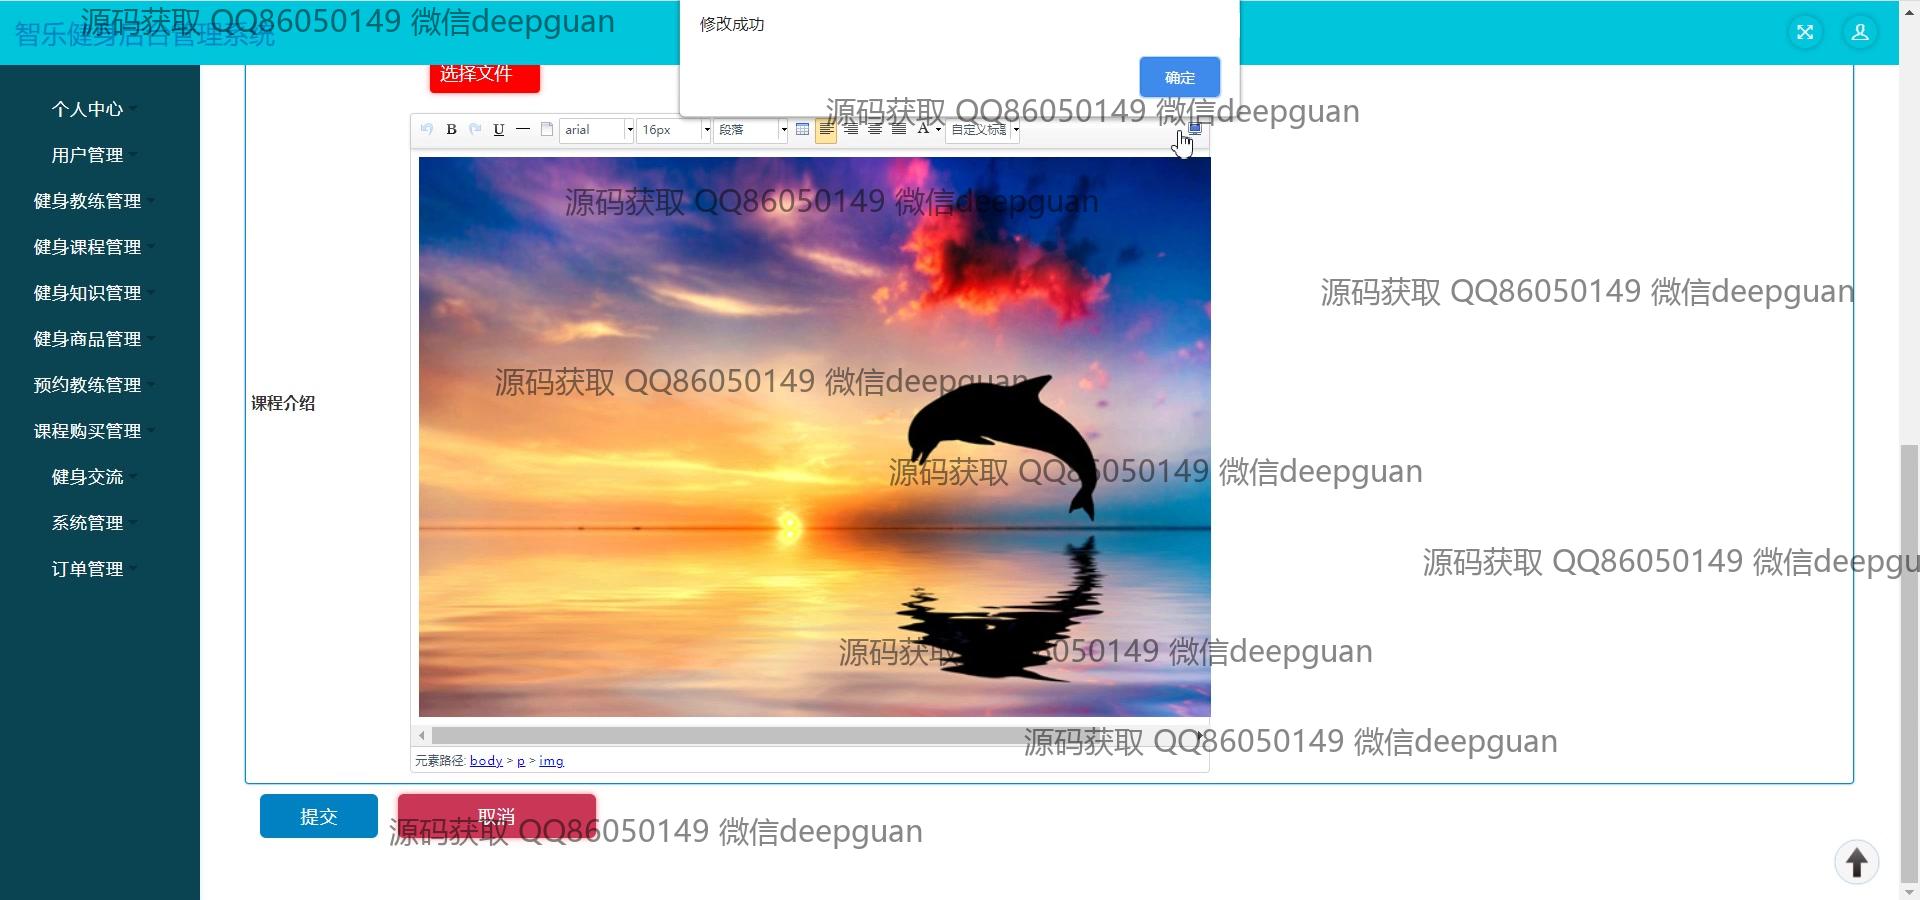 智乐健身后台管理系统
源码获取 QQ86050149 微信deepguan
修改成功
确定
选择文件
源码获取 QQ86050149 微信deepguan
个人中心
用户管理
健身教练管理
健身课程管理
健身知识管理
健身商品管理
预约教练管理
课程购买管理
健身交流
系统管理
订单管理
B U arial 16px 段落 A 自定义标题
源码获取 QQ86050149 微信deepguan
源码获取 QQ86050149 微信deepguan
源码获取 QQ86050149 微信deepguan
课程介绍
源码获取 QQ86050149 微信deepguan
源码获取 QQ86050149 微信deepgu
源码获取 QQ86050149 微信deepguan
源码获取 QQ86050149 微信deepguan
元素路径: body > p > img
提交
取消
源码获取 QQ86050149 微信deepguan